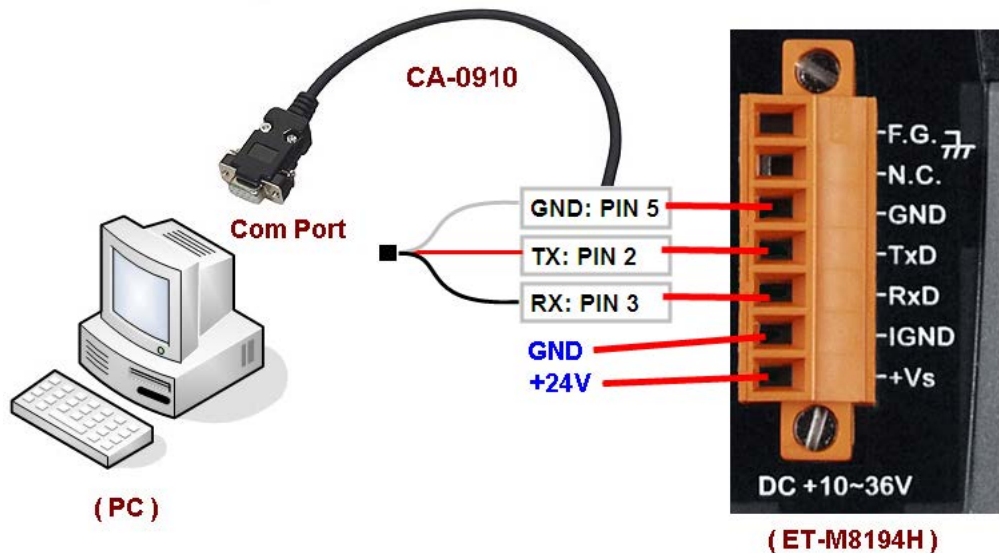 CA-0910
Com Port
GND: PIN 5
TX: PIN 2
RX: PIN 3
GND
+24V
F.G.
N.C.
GND
TxD
RxD
IGND
+Vs
DC +10~36V
( PC )
( ET-M8194H )